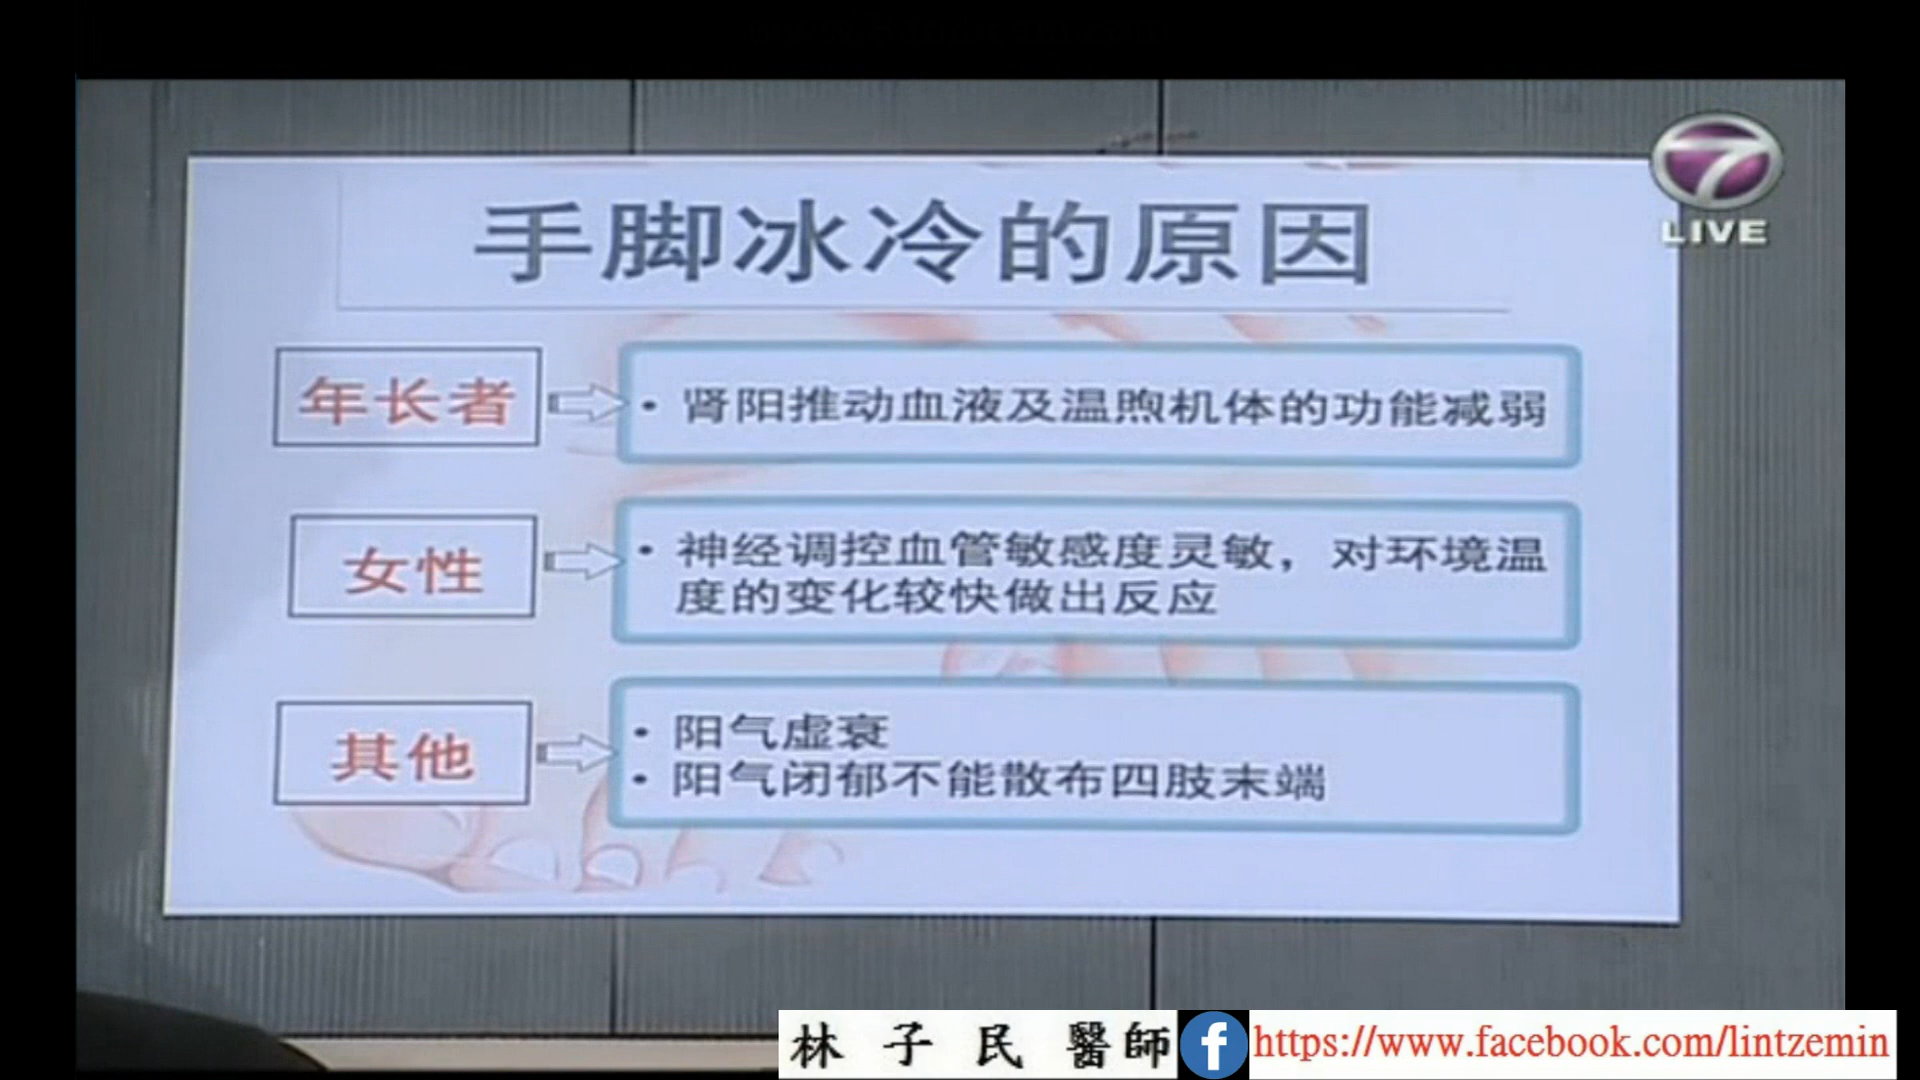 7
LIVE
手脚冰冷的原因
年长者
• 肾阳推动血液及温煦机体的功能减弱
女性
• 神经调控血管敏感度灵敏，对环境温
度的变化较快做出反应
其他
• 阳气虚衰
• 阳气闭郁不能散布四肢末端
林子民醫師
https://www.facebook.com/lintzemin